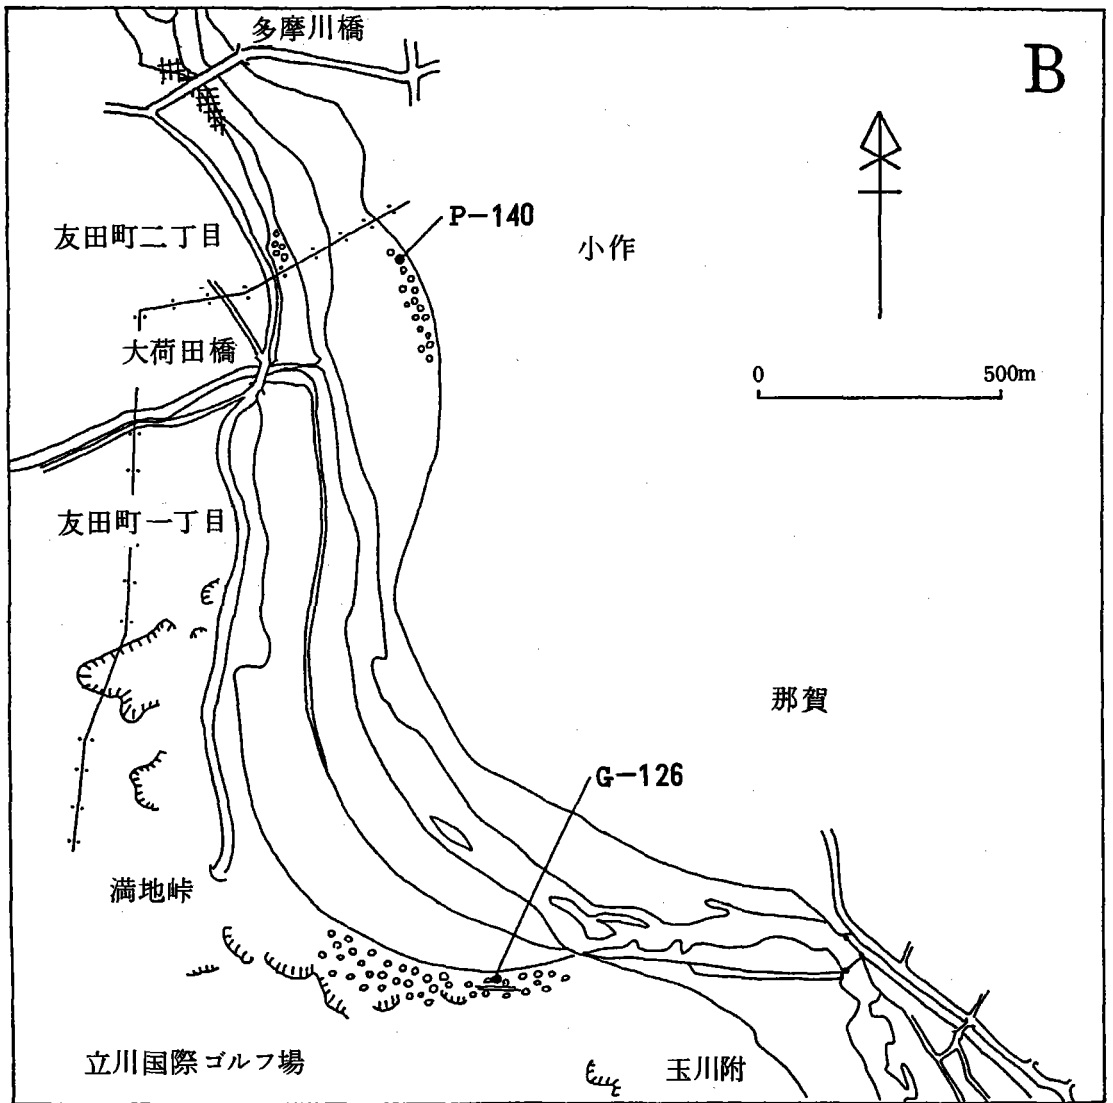 多摩川橋
B
P-140
友田町二丁目
小作
大荷田橋
0 500m
友田町一丁目
那賀
G-126
満地峠
立川国際ゴルフ場
玉川附